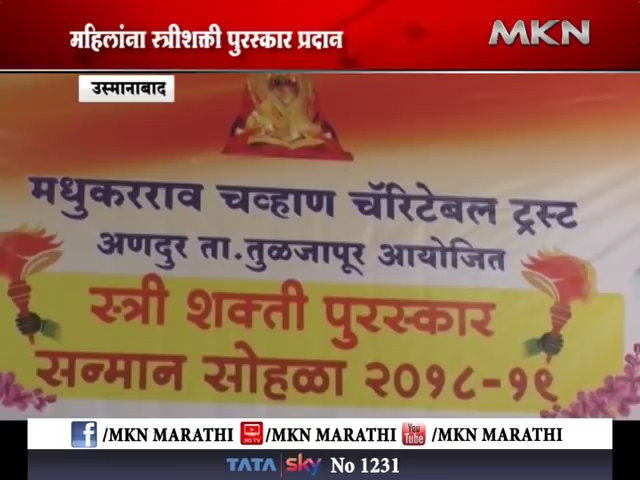 महिलांना स्त्रीशक्ती पुरस्कार प्रदान
MKN
उस्मानाबाद
मधुकरराव चव्हाण चॅरिटेबल ट्रस्ट
अणदुर ता.तुळजापूर आयोजित
स्त्री शक्ती पुरस्कार
सन्मान सोहळा २०१८-१९
/MKN MARATHI /MKN MARATHI /MKN MARATHI
TATA sky No 1231